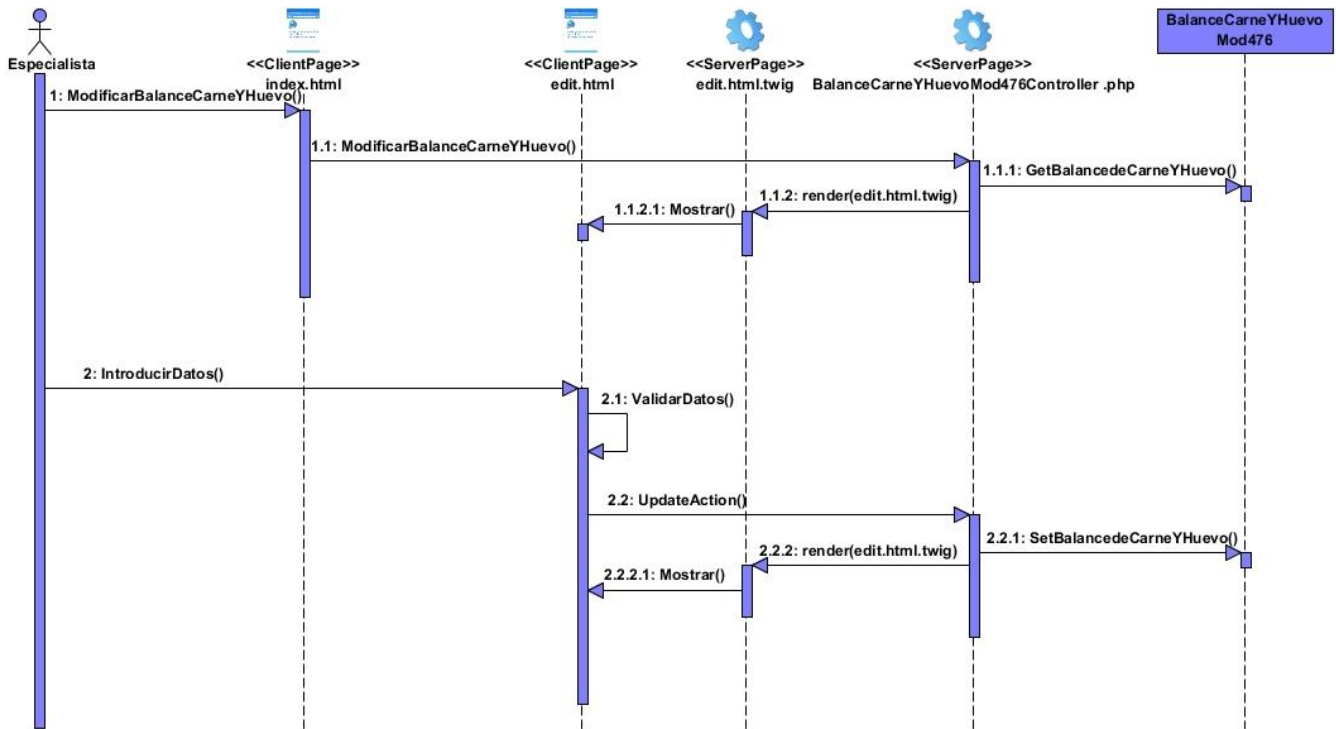 Especialista
<<ClientPage>>
index.html
<<ClientPage>>
edit.html
<<ServerPage>>
edit.html.twig
<<ServerPage>>
BalanceCarneYHuevoMod476Controller .php
BalanceCarneYHuevo
Mod476
1: ModificarBalanceCarneYHuevo()
1.1: ModificarBalanceCarneYHuevo()
1.1.1: GetBalancedeCarneYHuevo()
1.1.2: render(edit.html.twig)
1.1.2.1: Mostrar()
2: IntroducirDatos()
2.1: ValidarDatos()
2.2: UpdateAction()
2.2.1: SetBalancedeCarneYHuevo()
2.2.2: render(edit.html.twig)
2.2.2.1: Mostrar()